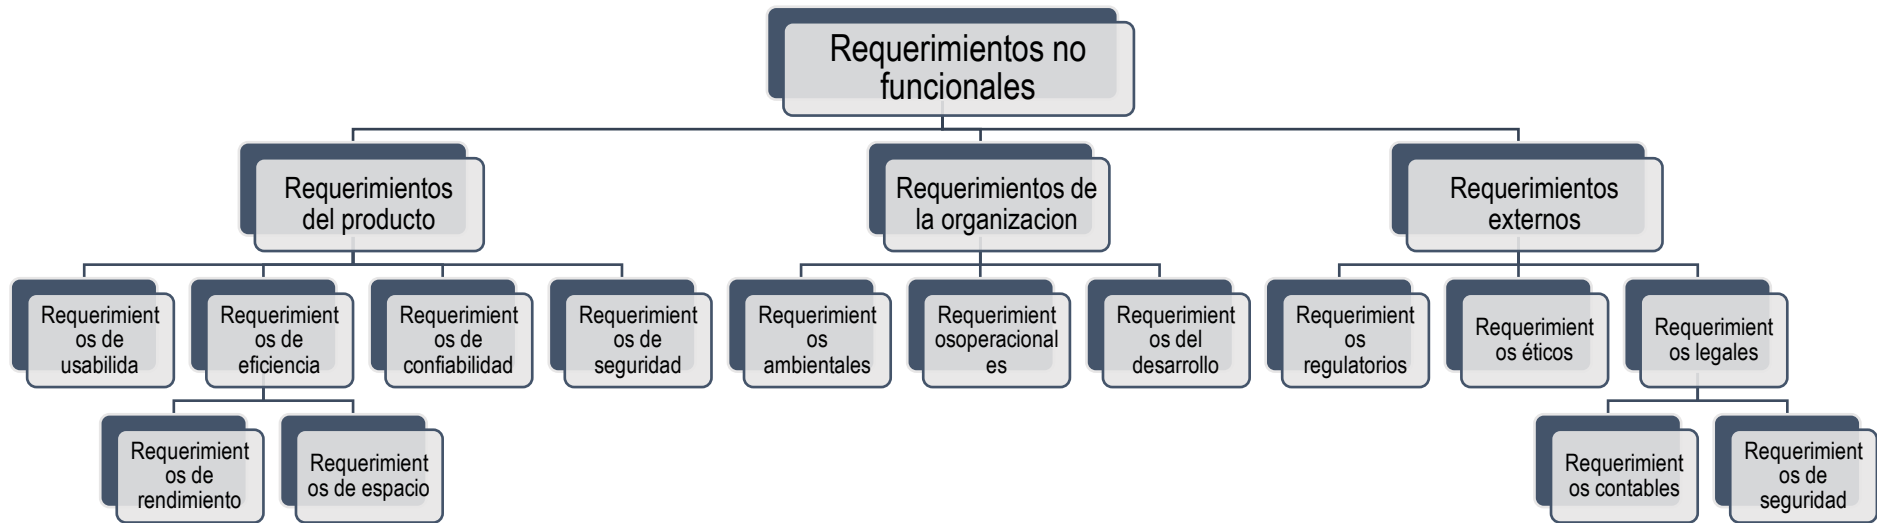 Requerimientos no
funcionales
Requerimientos
del producto
Requerimientos de
la organizacion
Requerimientos
externos
Requerimient
os de
usabilida
Requerimient
os de
eficiencia
Requerimient
os de
confiabilidad
Requerimient
os de
seguridad
Requerimient
os
ambientales
Requerimient
osoperacional
es
Requerimient
os del
desarrollo
Requerimient
os
regulatorios
Requerimient
os éticos
Requerimient
os legales
Requerimient
os de
rendimiento
Requerimient
os de espacio
Requerimient
os contables
Requerimient
os de
seguridad